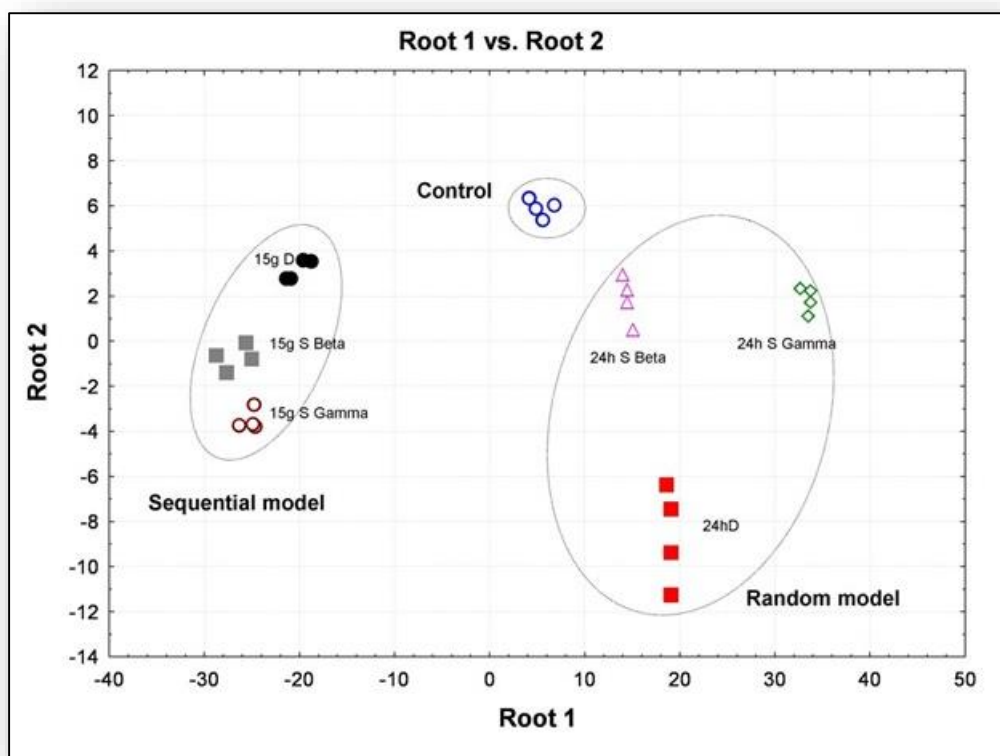 Root 1 vs. Root 2
12
10
8
6
4
2
0
-2
-4
-6
-8
-10
-12
-14
Root 2
Control
15g D
15g S Beta
15g S Gamma
Sequential model
24h S Beta
24h S Gamma
24hD
Random model
-40 -30 -20 -10 0 10 20 30 40 50
Root 1